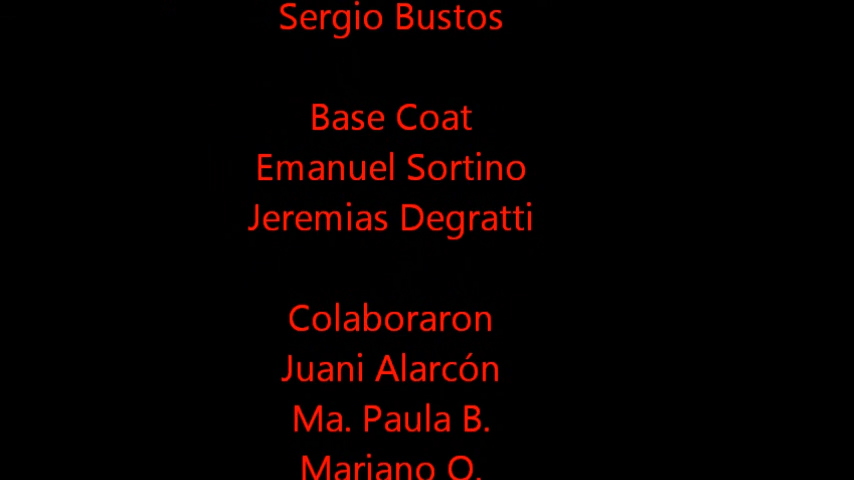 Sergio Bustos
Base Coat
Emanuel Sortino
Jeremias Degratti
Colaboraron
Juani Alarcón
Ma. Paula B.
Mariano O.